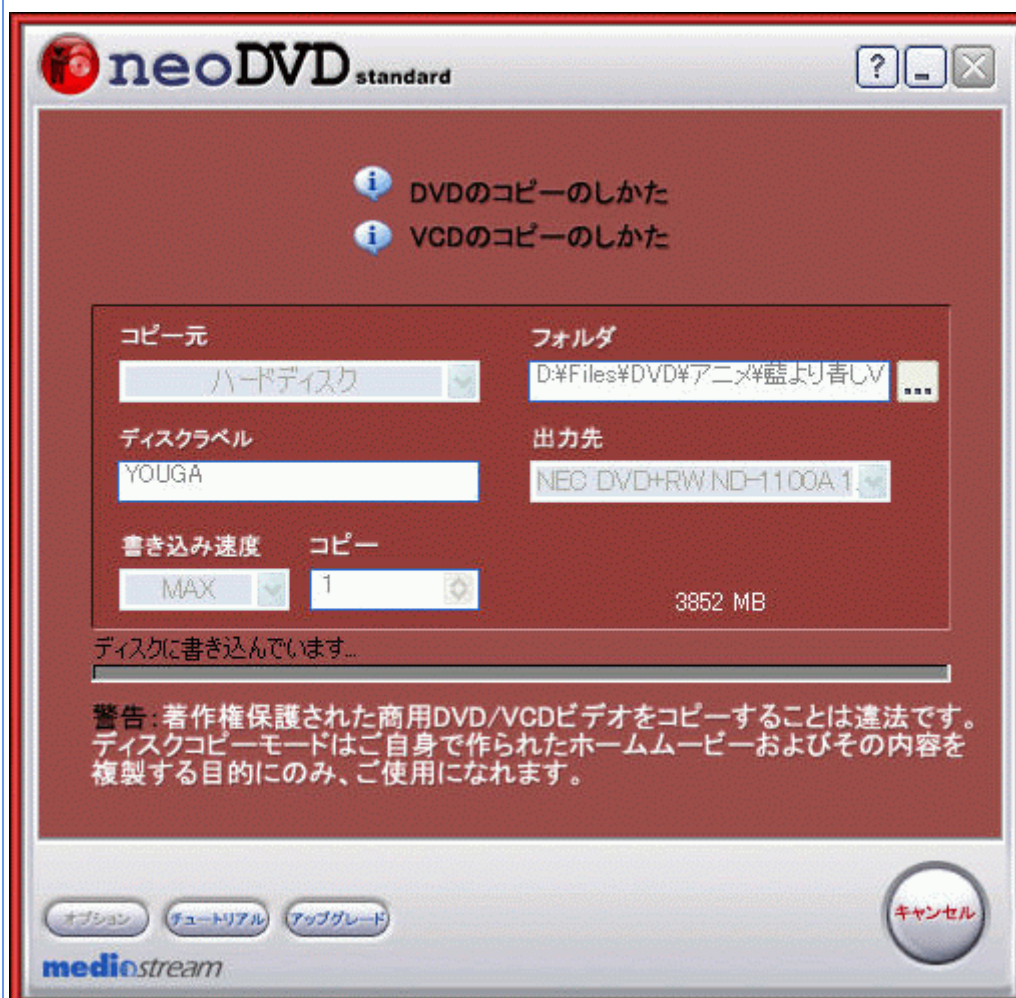 neoDVD standard
?
DVDのコピーのしかた
VCDのコピーのしかた
コピー元
フォルダ
ハードディスク
D:¥Files¥DVD¥アニメ¥藍より青しV
...
ディスクラベル
出力先
YOUGA
NEC DVD+RW ND-1100A 1.
書き込み速度
コピー
MAX
1
3852 MB
ディスクに書き込んでいます...
警告:著作権保護された商用DVD/VCDビデオをコピーすることは違法です。
ディスクコピーモードはご自身で作られたホームムービーおよびその内容を
複製する目的にのみ、ご使用になれます。
オプション
チュートリアル
アップグレード
キャンセル
mediostream